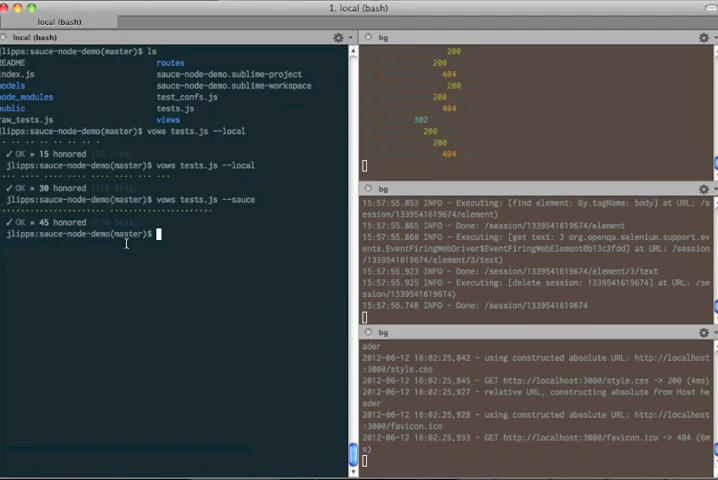 1. local (bash)
local (bash)
local (bash)
jlipps:sauce-node-demo(master)$ ls
README routes
index.js sauce-node-demo.sublime-project
models sauce-node-demo.sublime-workspace
node_modules test_confs.js
public tests.js
raw_tests.js views
jlipps:sauce-node-demo(master)$ vows tests.js --local
✓ OK » 15 honored
jlipps:sauce-node-demo(master)$ vows tests.js --local
✓ OK » 30 honored
jlipps:sauce-node-demo(master)$ vows tests.js --sauce
✓ OK » 45 honored
jlipps:sauce-node-demo(master)$
bg
200
200
404
200
200
404
302
200
200
404
bg
15:57:55.853 INFO - Executing: [find element: By.tagName: body] at URL: /s
ession/1339541619674/element)
15:57:55.865 INFO - Done: /session/1339541619674/element
15:57:55.868 INFO - Executing: [get text: 3 org.openqa.selenium.support.ev
ents.EventFiringWebDriver$EventFiringWebElement@b13c3fdd] at URL: /session
/1339541619674/element/3/text)
15:57:55.923 INFO - Done: /session/1339541619674/element/3/text
15:57:55.925 INFO - Executing: [delete session: 1339541619674] at URL: /se
ssion/1339541619674)
15:57:56.748 INFO - Done: /session/1339541619674
bg
ader
2012-06-12 16:02:25,842 - using constructed absolute URL: http://localhost
:3000/style.css
2012-06-12 16:02:25,845 - GET http://localhost:3000/style.css -> 200 (4ms)
2012-06-12 16:02:25,927 - relative URL, constructing absolute from Host he
ader
2012-06-12 16:02:25,928 - using constructed absolute URL: http://localhost
:3000/favicon.ico
2012-06-12 16:02:25,933 - GET http://localhost:3000/favicon.ico -> 404 (6m
s)